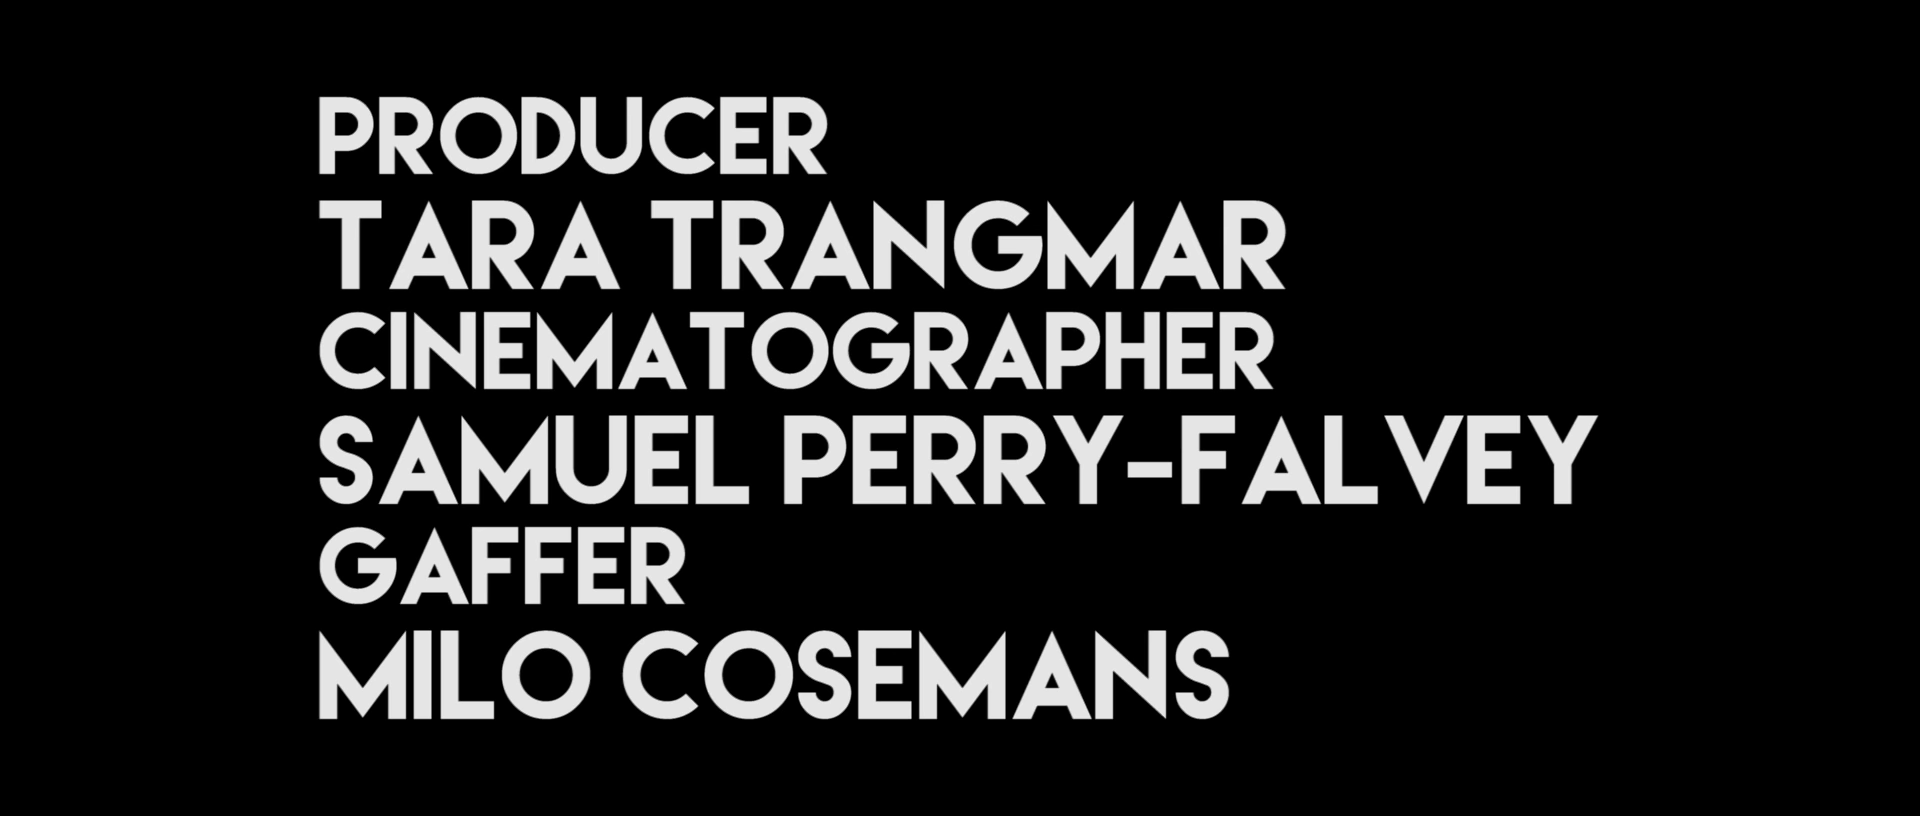 PRODUCER
TARA TRANGMAR
CINEMATOGRAPHER
SAMUEL PERRY-FALVEY
GAFFER
MILO COSEMANS